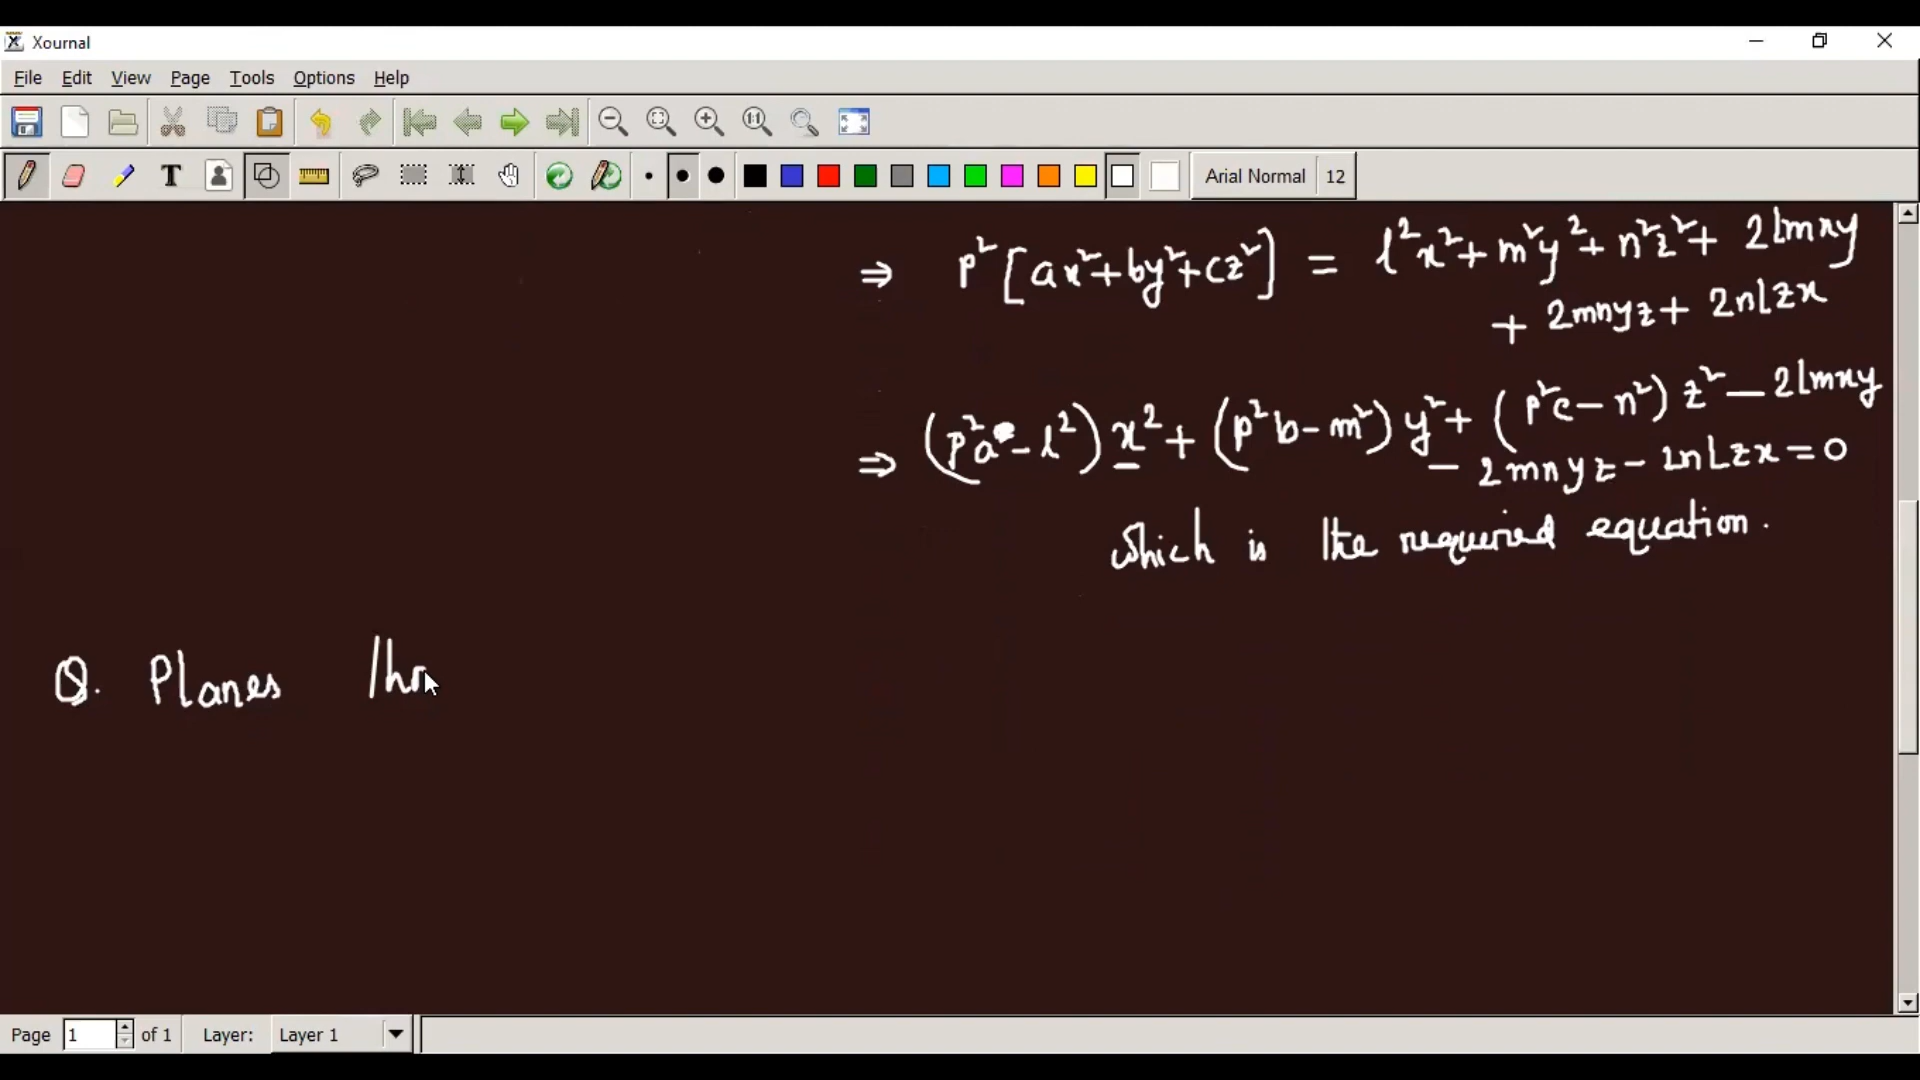 Xournal
File Edit View Page Tools Options Help
T Arial Normal 12
⇒ p²[ax²+by²+cz²] = l²x²+m²y²+n²z²+ 2lmxy
+ 2mnyz+ 2nlzx
⇒ (p²a-l²)x²+(p²b-m²)y²+(p²c-n²)z²-2lmxy
- 2mnyz-2nlzx=0
which is the required equation.
Q. Planes
Page 1 of 1 Layer: Layer 1